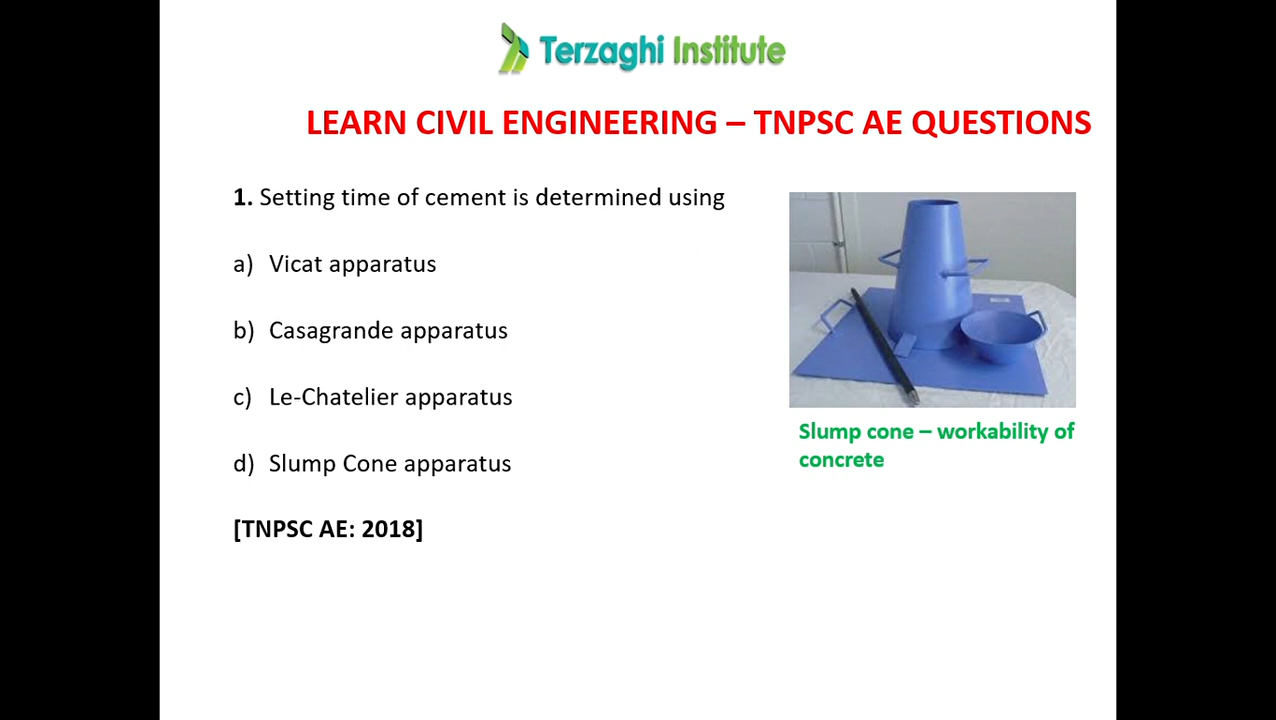 Terzaghi Institute
LEARN CIVIL ENGINEERING – TNPSC AE QUESTIONS
1. Setting time of cement is determined using
a) Vicat apparatus
b) Casagrande apparatus
c) Le-Chatelier apparatus
d) Slump Cone apparatus
[TNPSC AE: 2018]
Slump cone – workability of
concrete